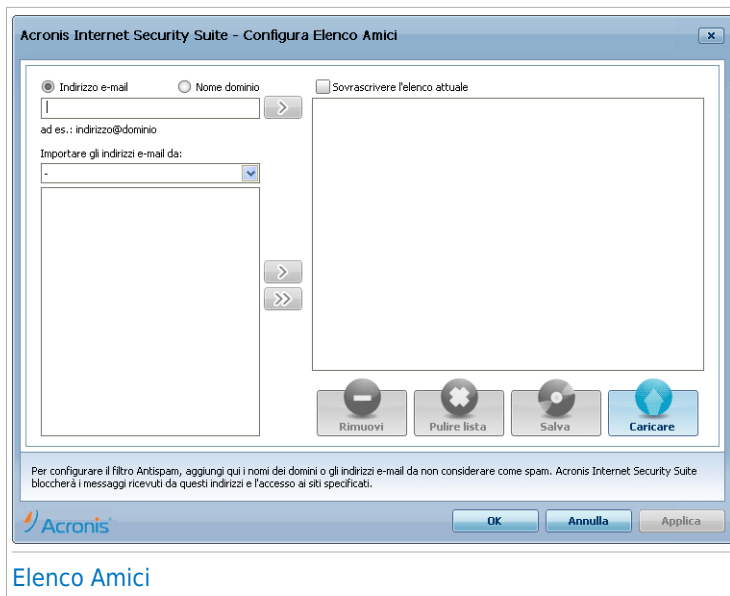 Acronis Internet Security Suite - Configura Elenco Amici
Indirizzo e-mail
Nome dominio
Sovrascrivere l'elenco attuale
ad es.: indirizzo@dominio
Importare gli indirizzi e-mail da:
-
Rimuovi
Pulire lista
Salva
Caricare
Per configurare il filtro Antispam, aggiungi qui i nomi dei domini o gli indirizzi e-mail da non considerare come spam. Acronis Internet Security Suite
bloccherà i messaggi ricevuti da questi indirizzi e l'accesso ai siti specificati.
Acronis
OK
Annulla
Applica
Elenco Amici